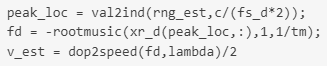 peak_loc = val2ind(rng_est,c/(fs_d*2));
fd = -rootmusic(xr_d(peak_loc,:),1,1/tm);
v_est = dop2speed(fd,lambda)/2